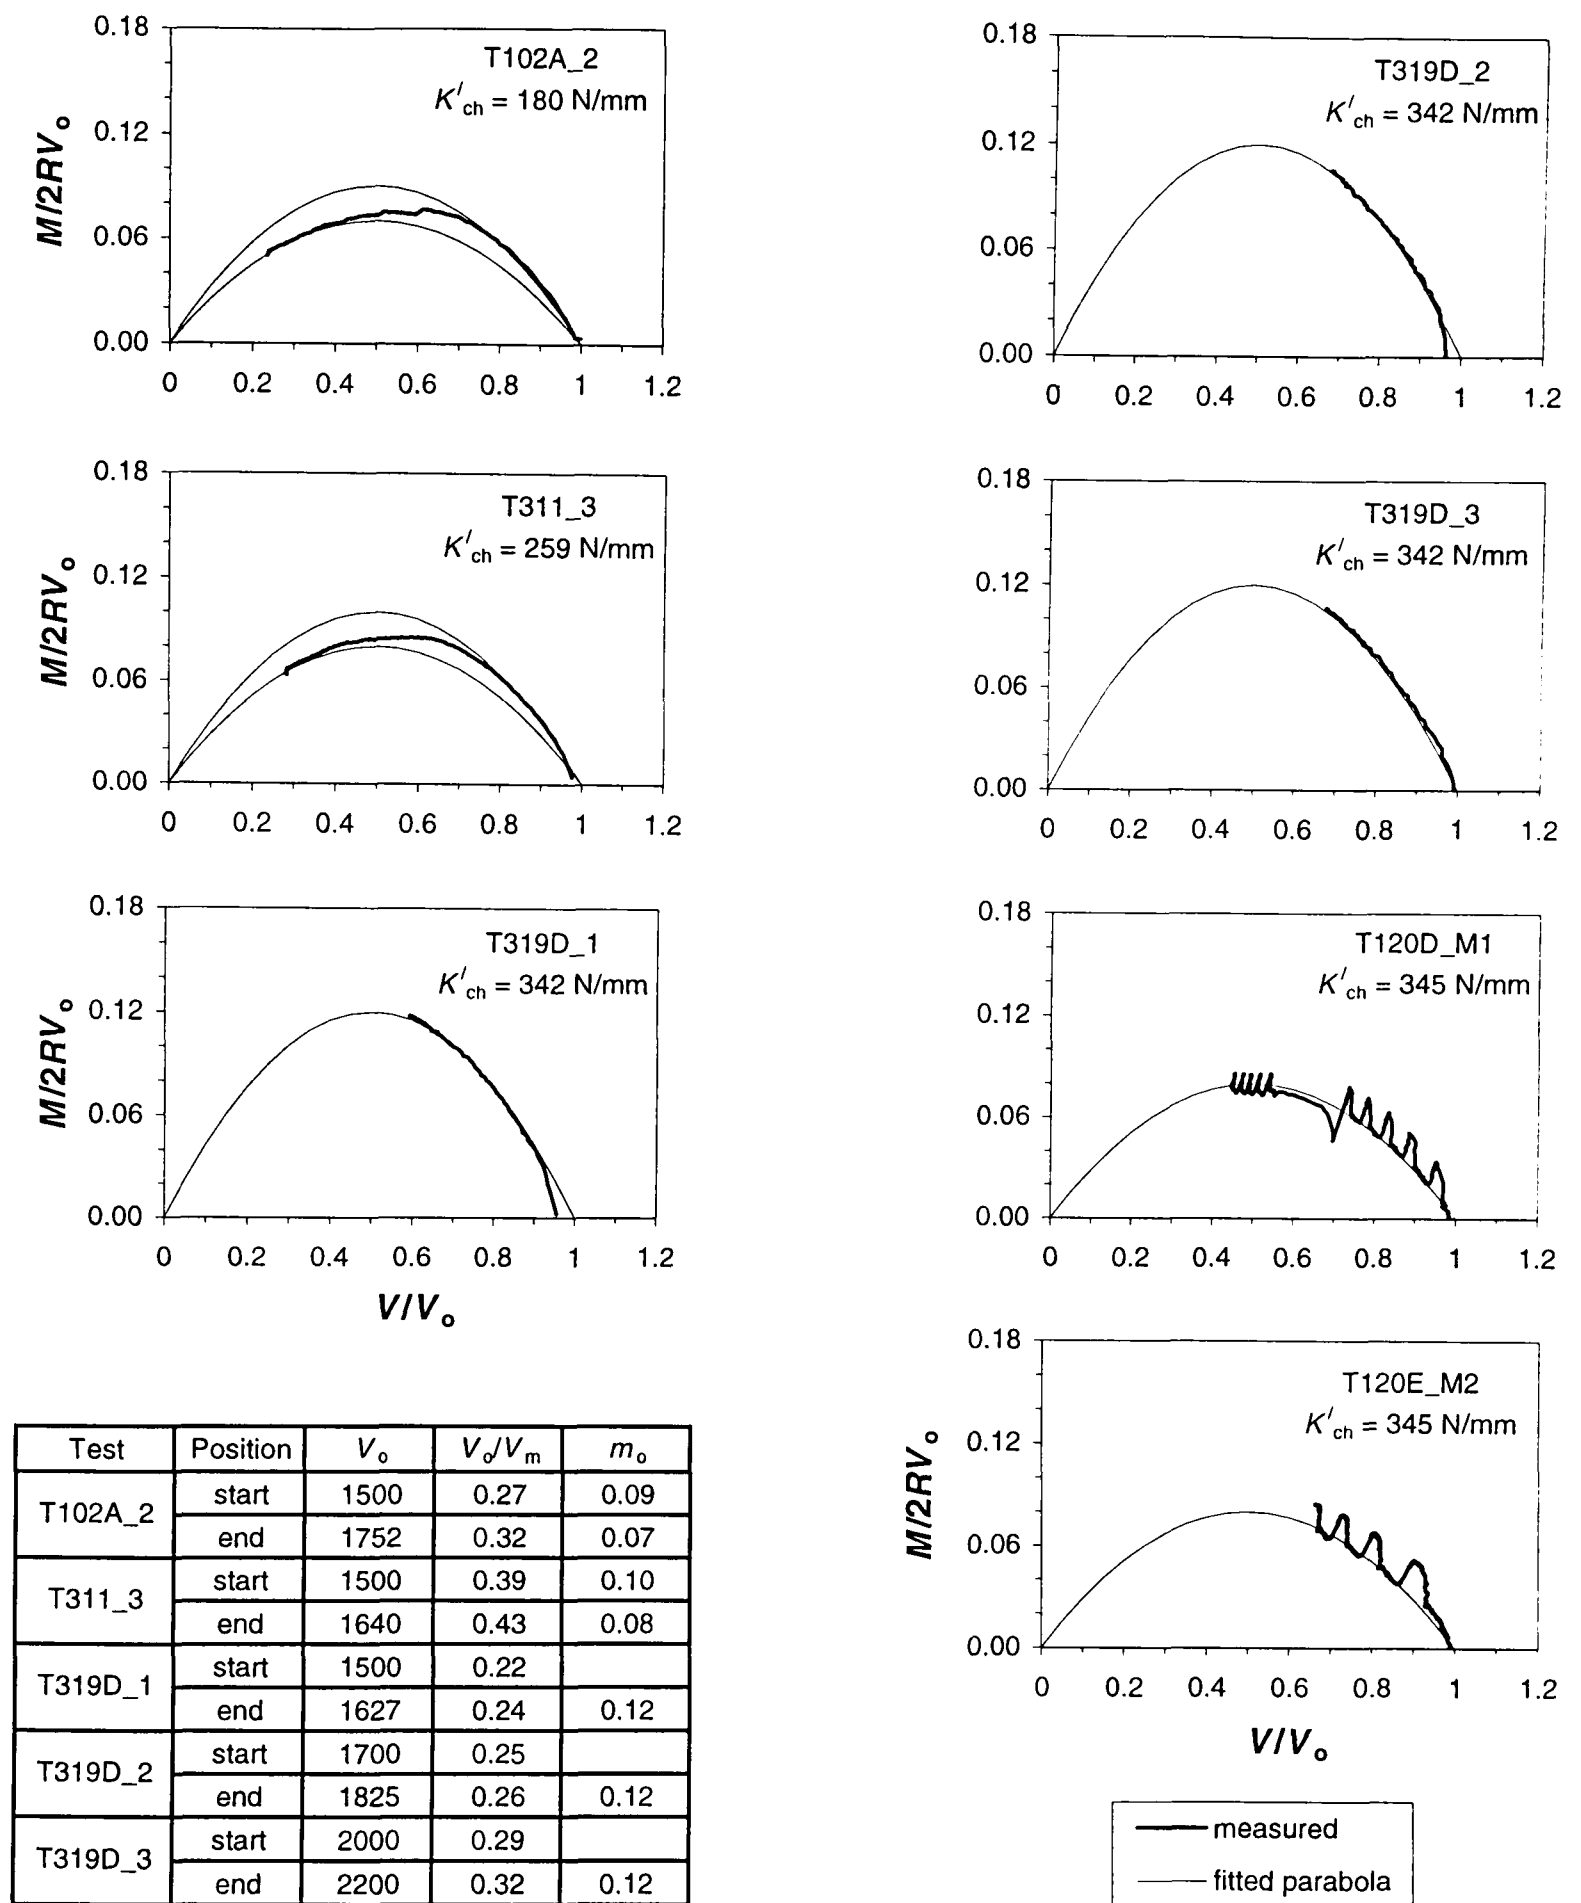 0.18
0.12
0.06
0.00
M/2RVₒ
T102A_2
K′ch = 180 N/mm
0 0.2 0.4 0.6 0.8 1 1.2
0.18
0.12
0.06
0.00
T319D_2
K′ch = 342 N/mm
0 0.2 0.4 0.6 0.8 1 1.2
0.18
0.12
0.06
0.00
M/2RVₒ
T311_3
K′ch = 259 N/mm
0 0.2 0.4 0.6 0.8 1 1.2
0.18
0.12
0.06
0.00
T319D_3
K′ch = 342 N/mm
0 0.2 0.4 0.6 0.8 1 1.2
0.18
0.12
0.06
0.00
M/2RVₒ
T319D_1
K′ch = 342 N/mm
0 0.2 0.4 0.6 0.8 1 1.2
V/Vₒ
0.18
0.12
0.06
0.00
T120D_M1
K′ch = 345 N/mm
0 0.2 0.4 0.6 0.8 1 1.2
0.18
0.12
0.06
0.00
M/2RVₒ
T120E_M2
K′ch = 345 N/mm
0 0.2 0.4 0.6 0.8 1 1.2
V/Vₒ
measured
fitted parabola
Test Position Vₒ Vₒ/Vm mₒ
T102A_2 start 1500 0.27 0.09
end 1752 0.32 0.07
T311_3 start 1500 0.39 0.10
end 1640 0.43 0.08
T319D_1 start 1500 0.22
end 1627 0.24 0.12
T319D_2 start 1700 0.25
end 1825 0.26 0.12
T319D_3 start 2000 0.29
end 2200 0.32 0.12